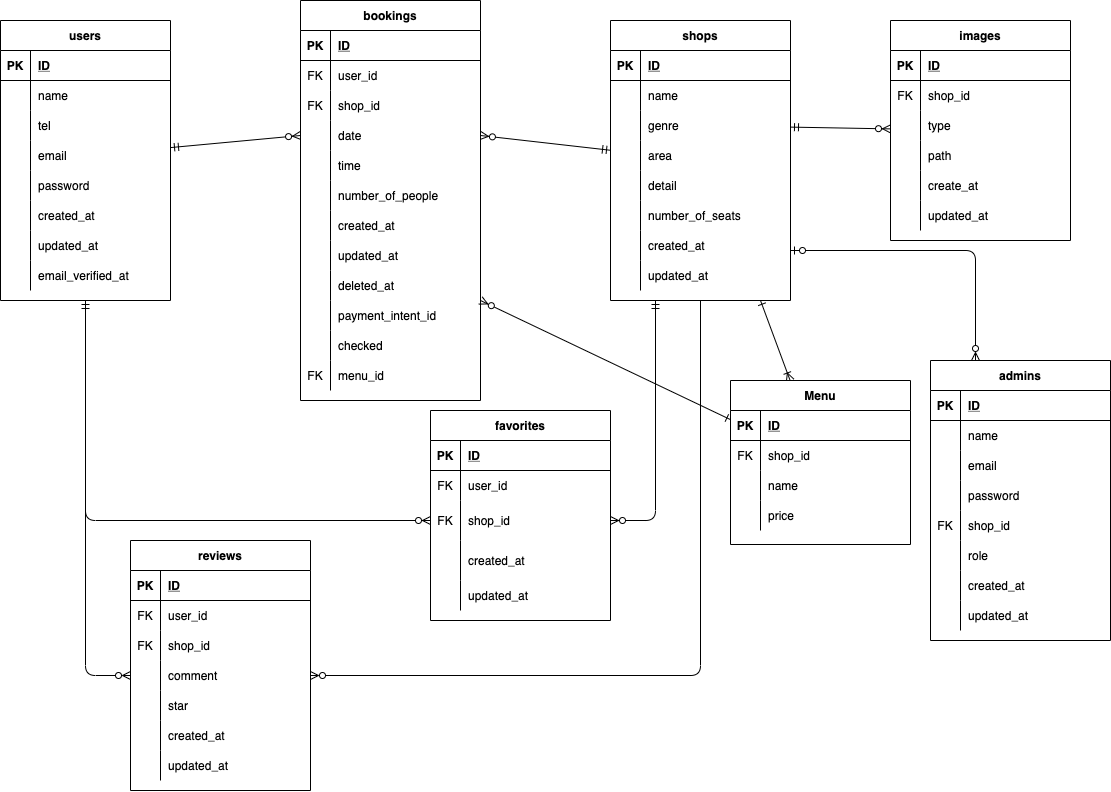 users
PK ID
name
tel
email
password
created_at
updated_at
email_verified_at
bookings
PK ID
FK user_id
FK shop_id
date
time
number_of_people
created_at
updated_at
deleted_at
payment_intent_id
checked
FK menu_id
shops
PK ID
name
genre
area
detail
number_of_seats
created_at
updated_at
images
PK ID
FK shop_id
type
path
create_at
updated_at
favorites
PK ID
FK user_id
FK shop_id
created_at
updated_at
Menu
PK ID
FK shop_id
name
price
admins
PK ID
name
email
password
FK shop_id
role
created_at
updated_at
reviews
PK ID
FK user_id
FK shop_id
comment
star
created_at
updated_at